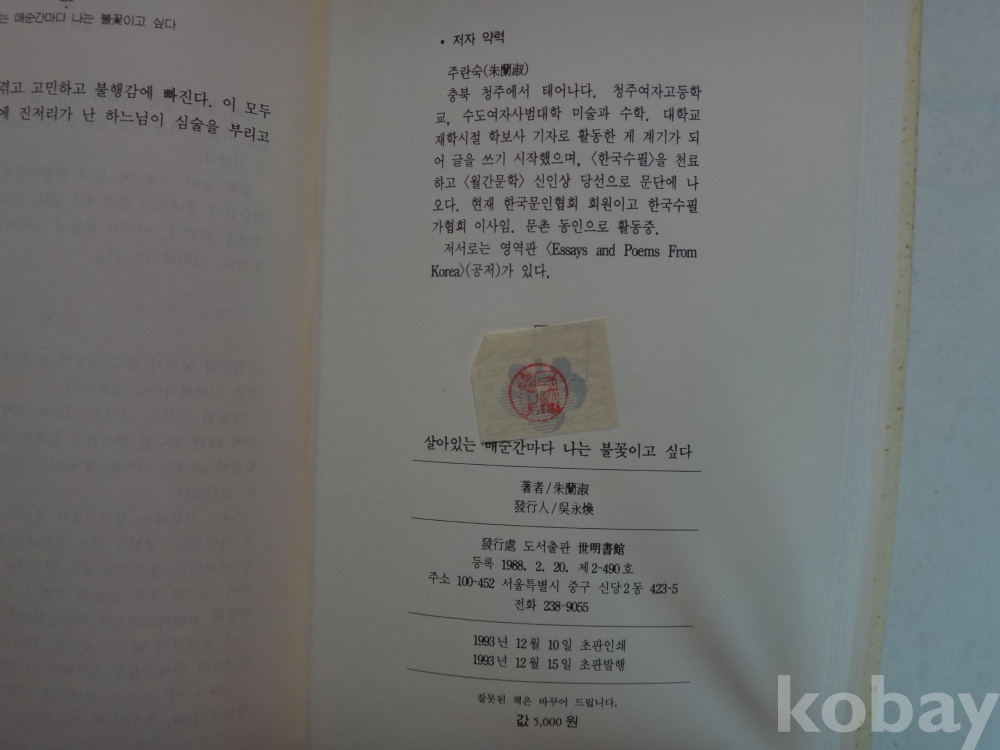 는 매순간마다 나는 불꽃이고 싶다
겪고 고민하고 불행감에 빠진다. 이 모두
에 진저리가 난 하느님이 심술을 부리고
• 저자 약력
주란숙(朱蘭淑)
충북 청주에서 태어나다. 청주여자고등학
교, 수도여자사범대학 미술과 수학. 대학교
재학시절 학보사 기자로 활동한 게 계기가 되
어 글을 쓰기 시작했으며, 〈한국수필〉을 천료
하고 〈월간문학〉 신인상 당선으로 문단에 나
오다. 현재 한국문인협회 회원이고 한국수필
가협회 이사임. 문촌 동인으로 활동중.
저서로는 영역판 〈Essays and Poems From
Korea〉(공저)가 있다.
살아있는 매순간마다 나는 불꽃이고 싶다
著者/朱蘭淑
發行人/吳永煥
發行處 도서출판 世明書館
등록 1988. 2. 20. 제2-490호
주소 100-452 서울특별시 중구 신당2동 423-5
전화 238-9055
1993년 12월 10일 초판인쇄
1993년 12월 15일 초판발행
잘못된 책은 바꾸어 드립니다.
값 5,000원
kobay